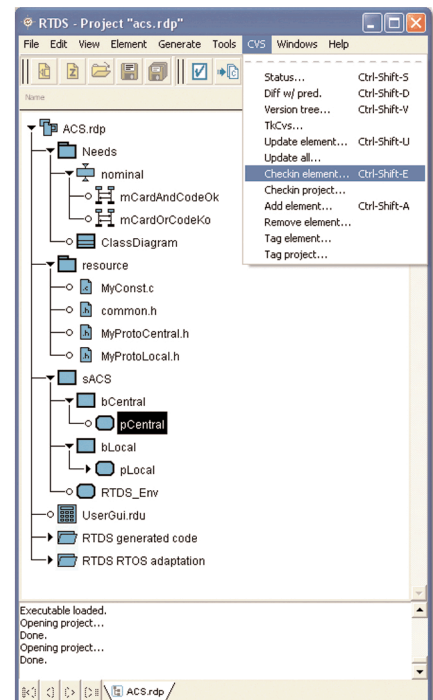 RTDS - Project "acs.rdp"
File Edit View Element Generate Tools CVS Windows Help
Name
Status... Ctrl-Shift-S
Diff w/ pred. Ctrl-Shift-D
Version tree... Ctrl-Shift-V
TkCvs...
Update element... Ctrl-Shift-U
Update all...
Checkin element... Ctrl-Shift-E
Checkin project...
Add element... Ctrl-Shift-A
Remove element...
Tag element...
Tag project...
ACS.rdp
Needs
nominal
mCardAndCodeOk
mCardOrCodeKo
ClassDiagram
resource
.c MyConst.c
.h common.h
.h MyProtoCentral.h
.h MyProtoLocal.h
sACS
bCentral
pCentral
bLocal
pLocal
RTDS_Env
UserGui.rdu
RTDS generated code
RTDS RTOS adaptation
Executable loaded.
Opening project...
Done.
Opening project...
Done.
ACS.rdp